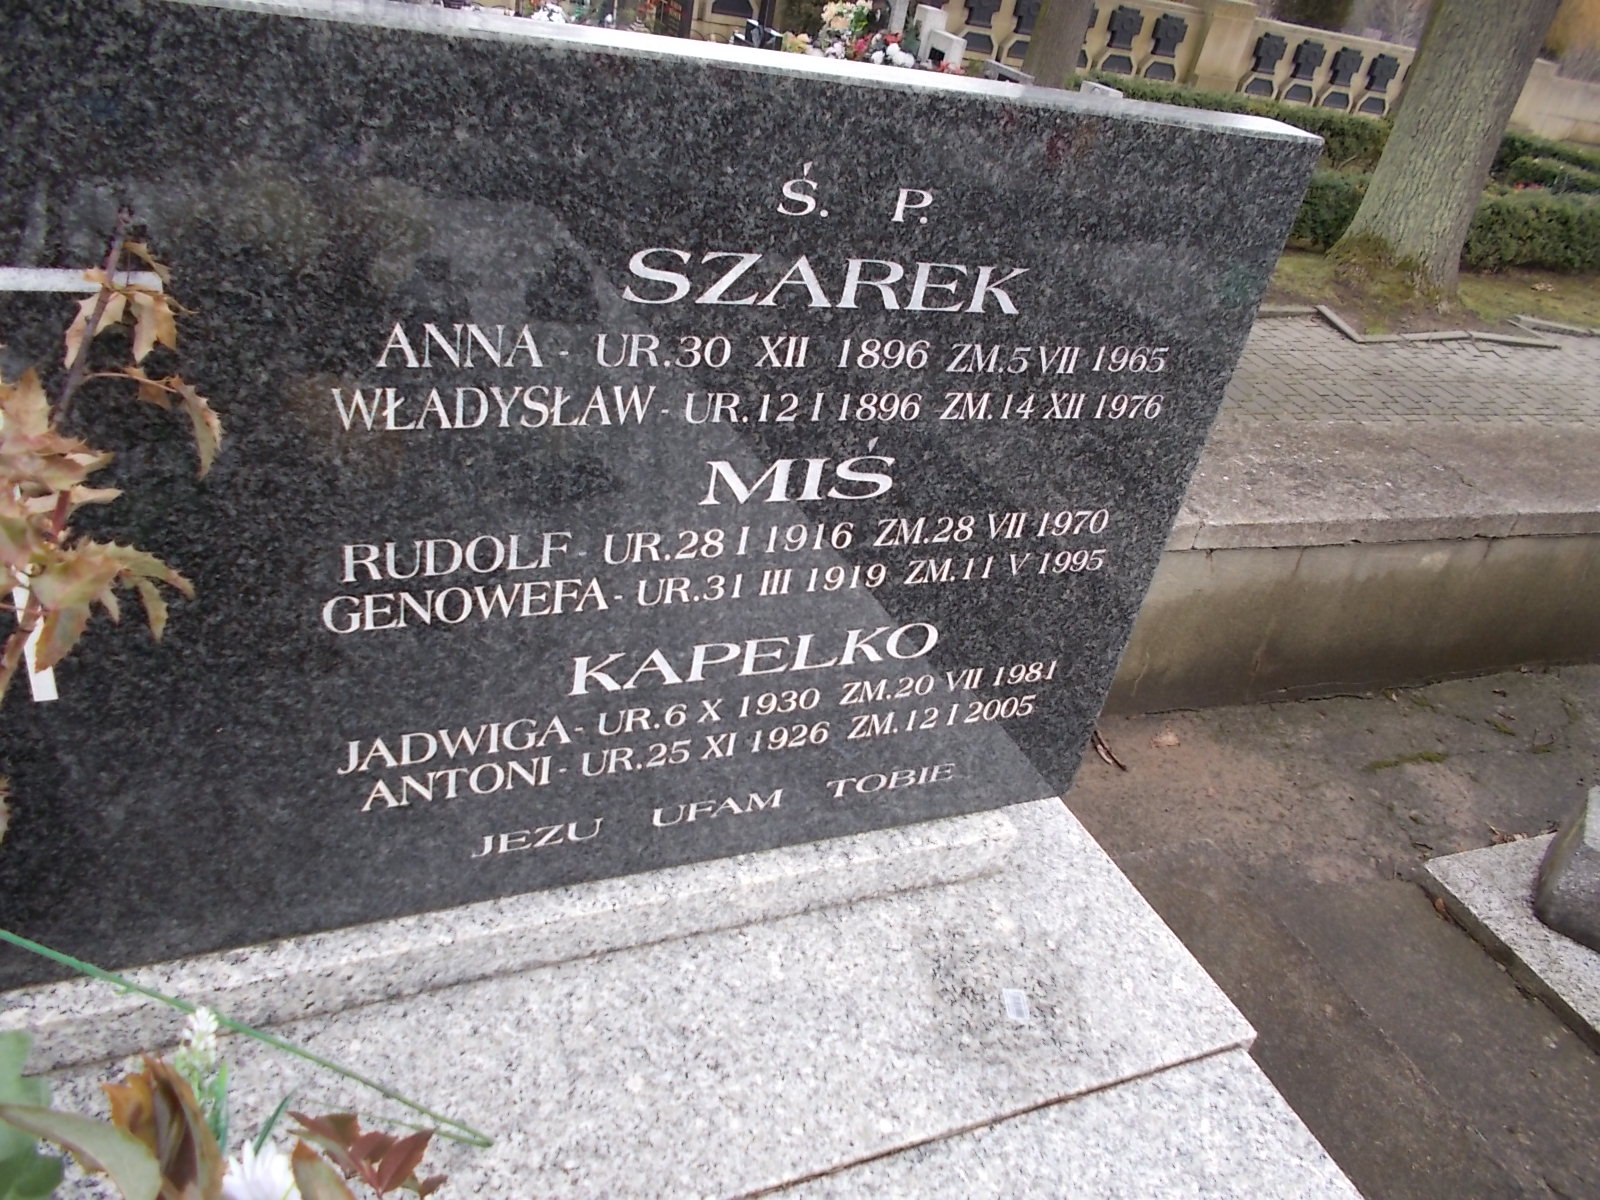 Ś. P.
SZAREK
ANNA - UR.30 XII 1896 ZM.5 VII 1965
WŁADYSŁAW - UR.12 I 1896 ZM.14 XII 1976
MIŚ
RUDOLF - UR.28 I 1916 ZM.28 VII 1970
GENOWEFA - UR.31 III 1919 ZM.11 V 1995
KAPELKO
JADWIGA - UR.6 X 1930 ZM.20 VII 1981
ANTONI - UR.25 XI 1926 ZM.12 I 2005
JEZU UFAM TOBIE